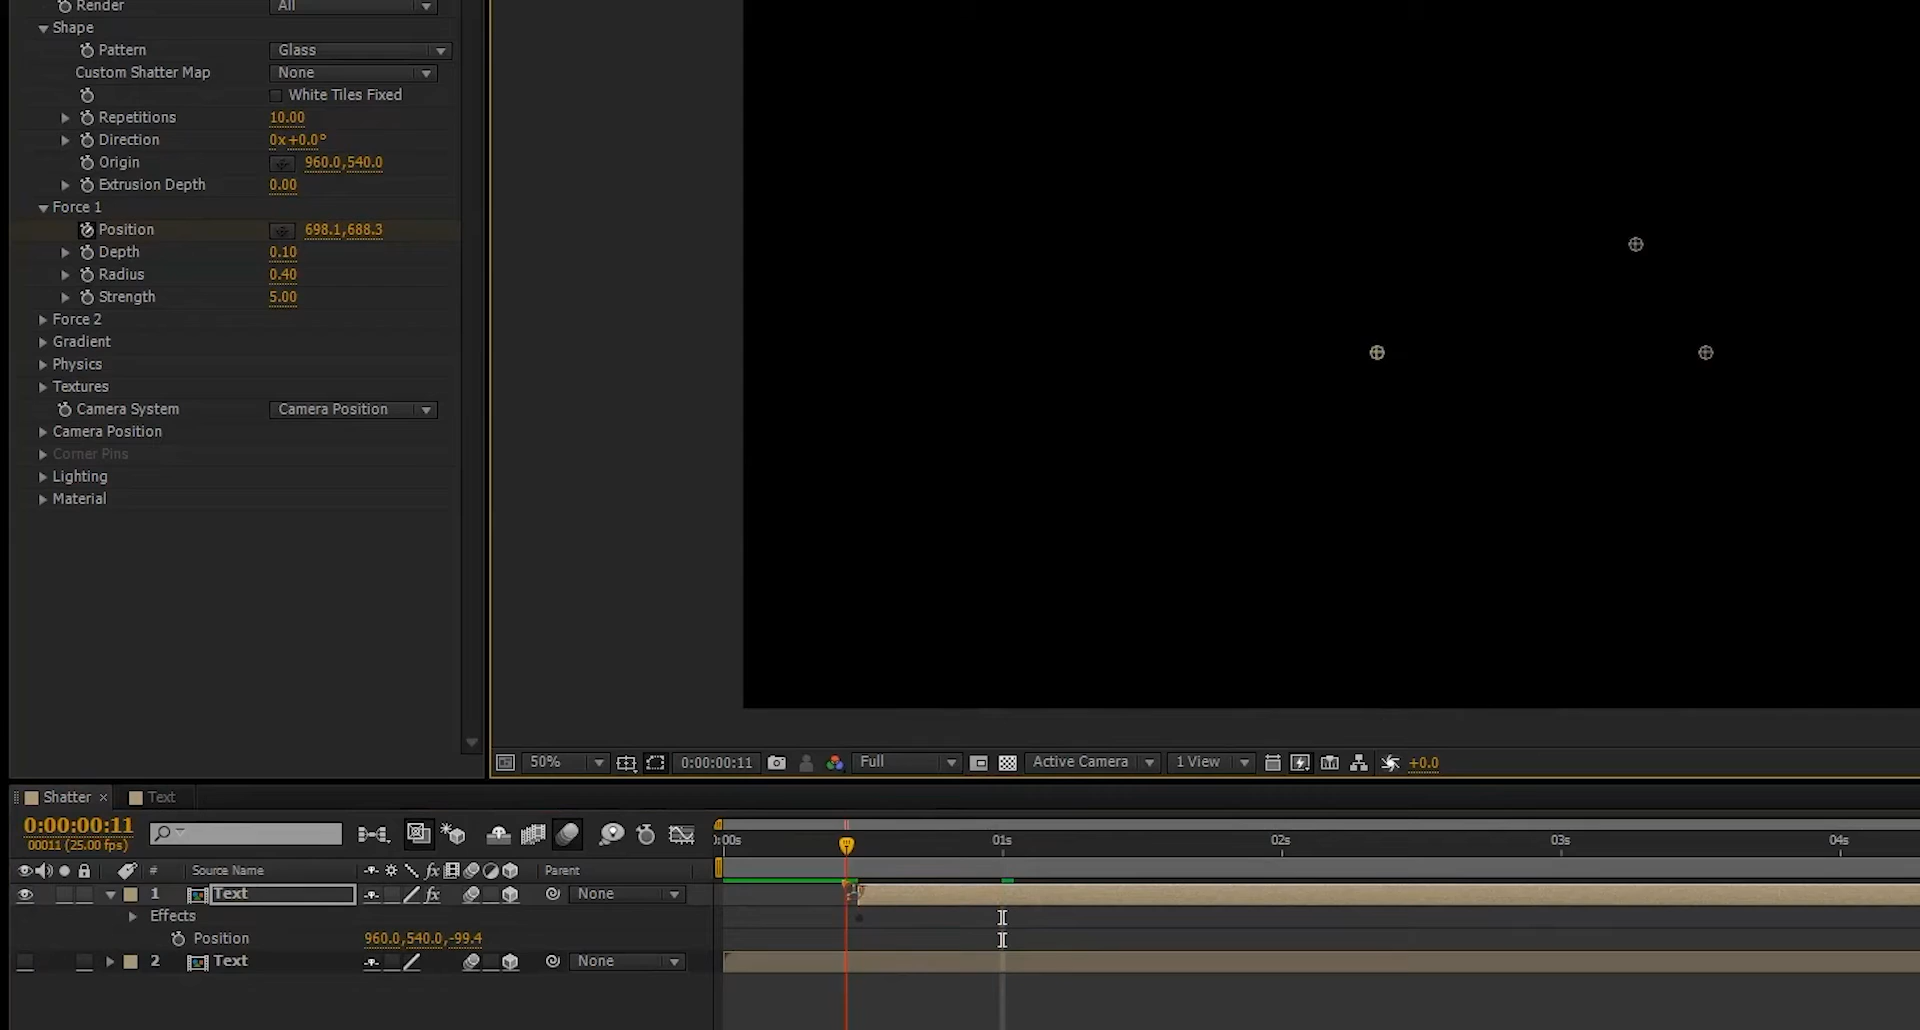 Render All
Shape
Pattern Glass
Custom Shatter Map None
White Tiles Fixed
Repetitions 10.00
Direction 0x+0.0°
Origin 960.0,540.0
Extrusion Depth 0.00
Force 1
Position 698.1,688.3
Depth 0.10
Radius 0.40
Strength 5.00
Force 2
Gradient
Physics
Textures
Camera System Camera Position
Camera Position
Corner Pins
Lighting
Material
50% 0:00:00:11 Full Active Camera 1 View +0.0
Shatter × Text
0:00:00:11
00011 (25.00 fps)
):00s 01s 02s 03s 04s
# Source Name fx Parent
1 Text fx None
Effects
Position 960.0,540.0,-99.4
2 Text None